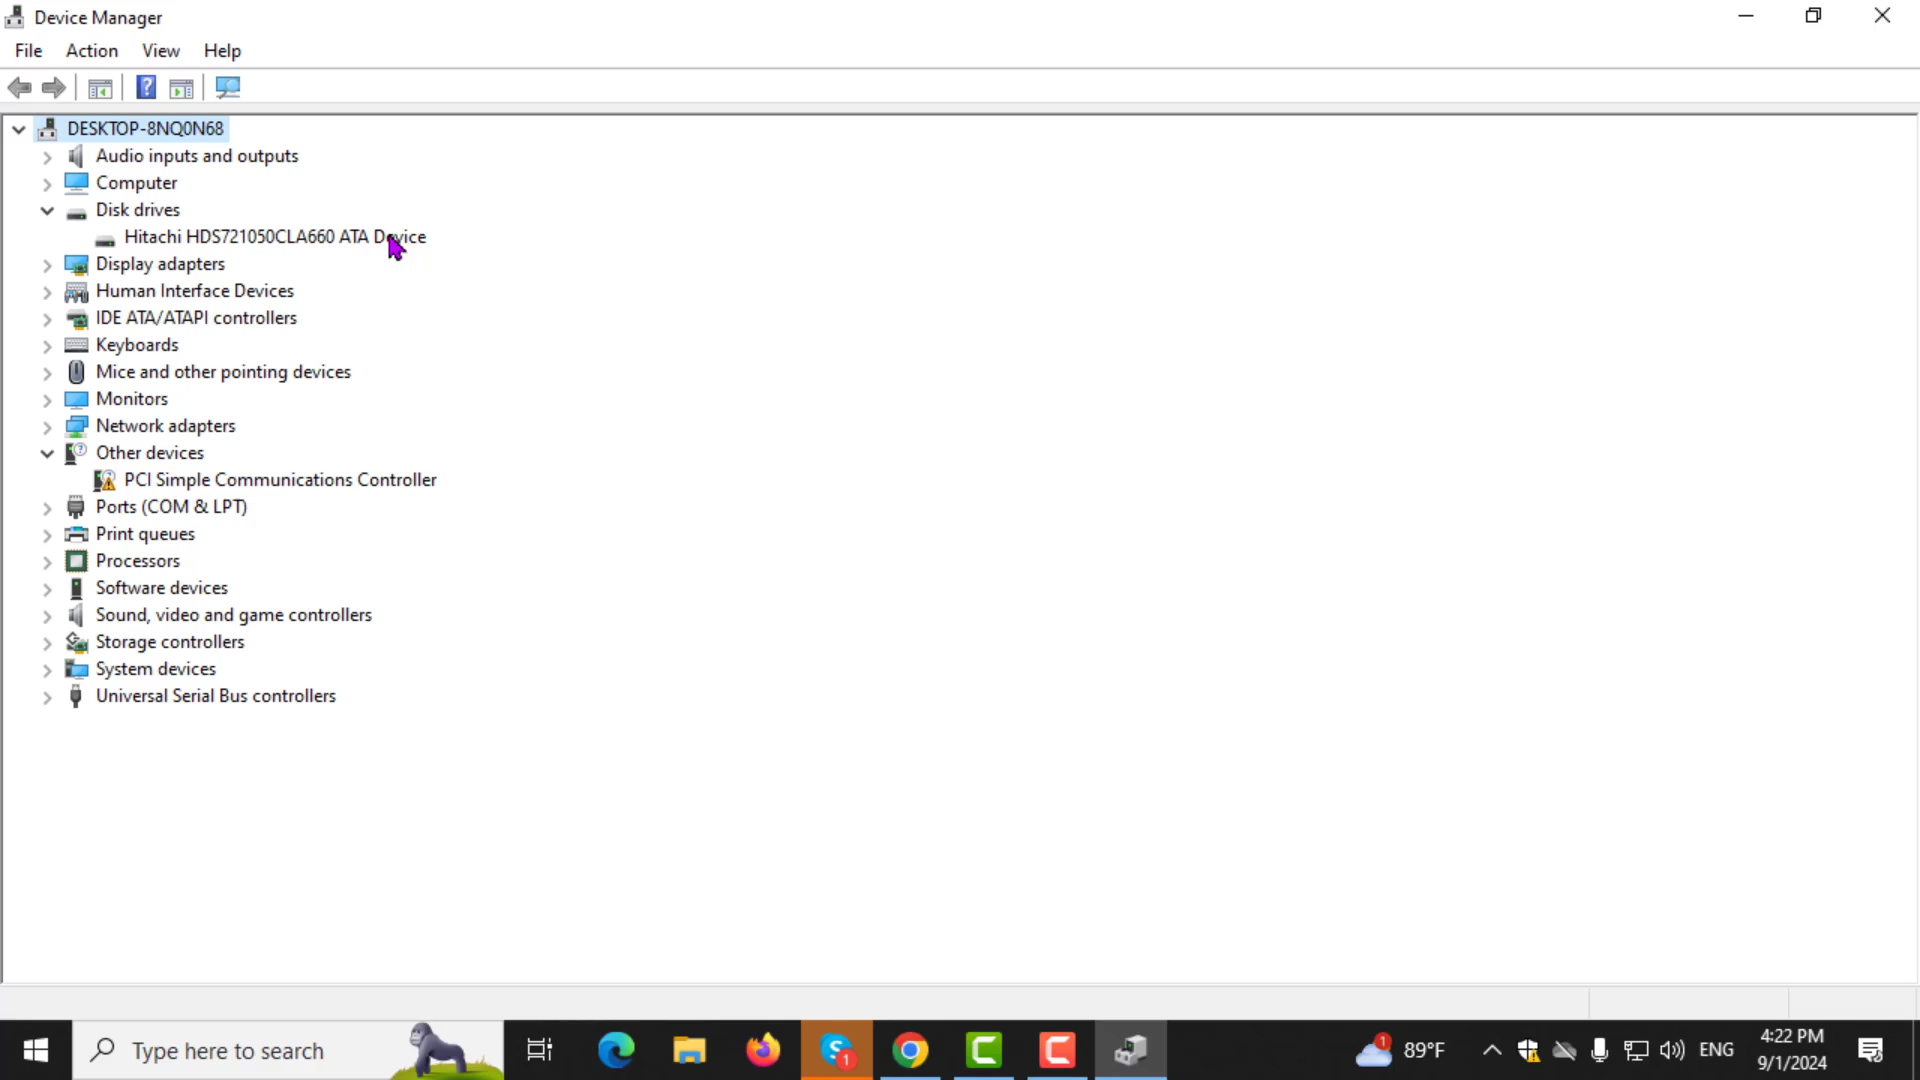 Device Manager
File Action View Help
DESKTOP-8NQ0N68
Audio inputs and outputs
Computer
Disk drives
Hitachi HDS721050CLA660 ATA Device
Display adapters
Human Interface Devices
IDE ATA/ATAPI controllers
Keyboards
Mice and other pointing devices
Monitors
Network adapters
Other devices
PCI Simple Communications Controller
Ports (COM & LPT)
Print queues
Processors
Software devices
Sound, video and game controllers
Storage controllers
System devices
Universal Serial Bus controllers
Type here to search
1
1
89°F
ENG
4:22 PM
9/1/2024